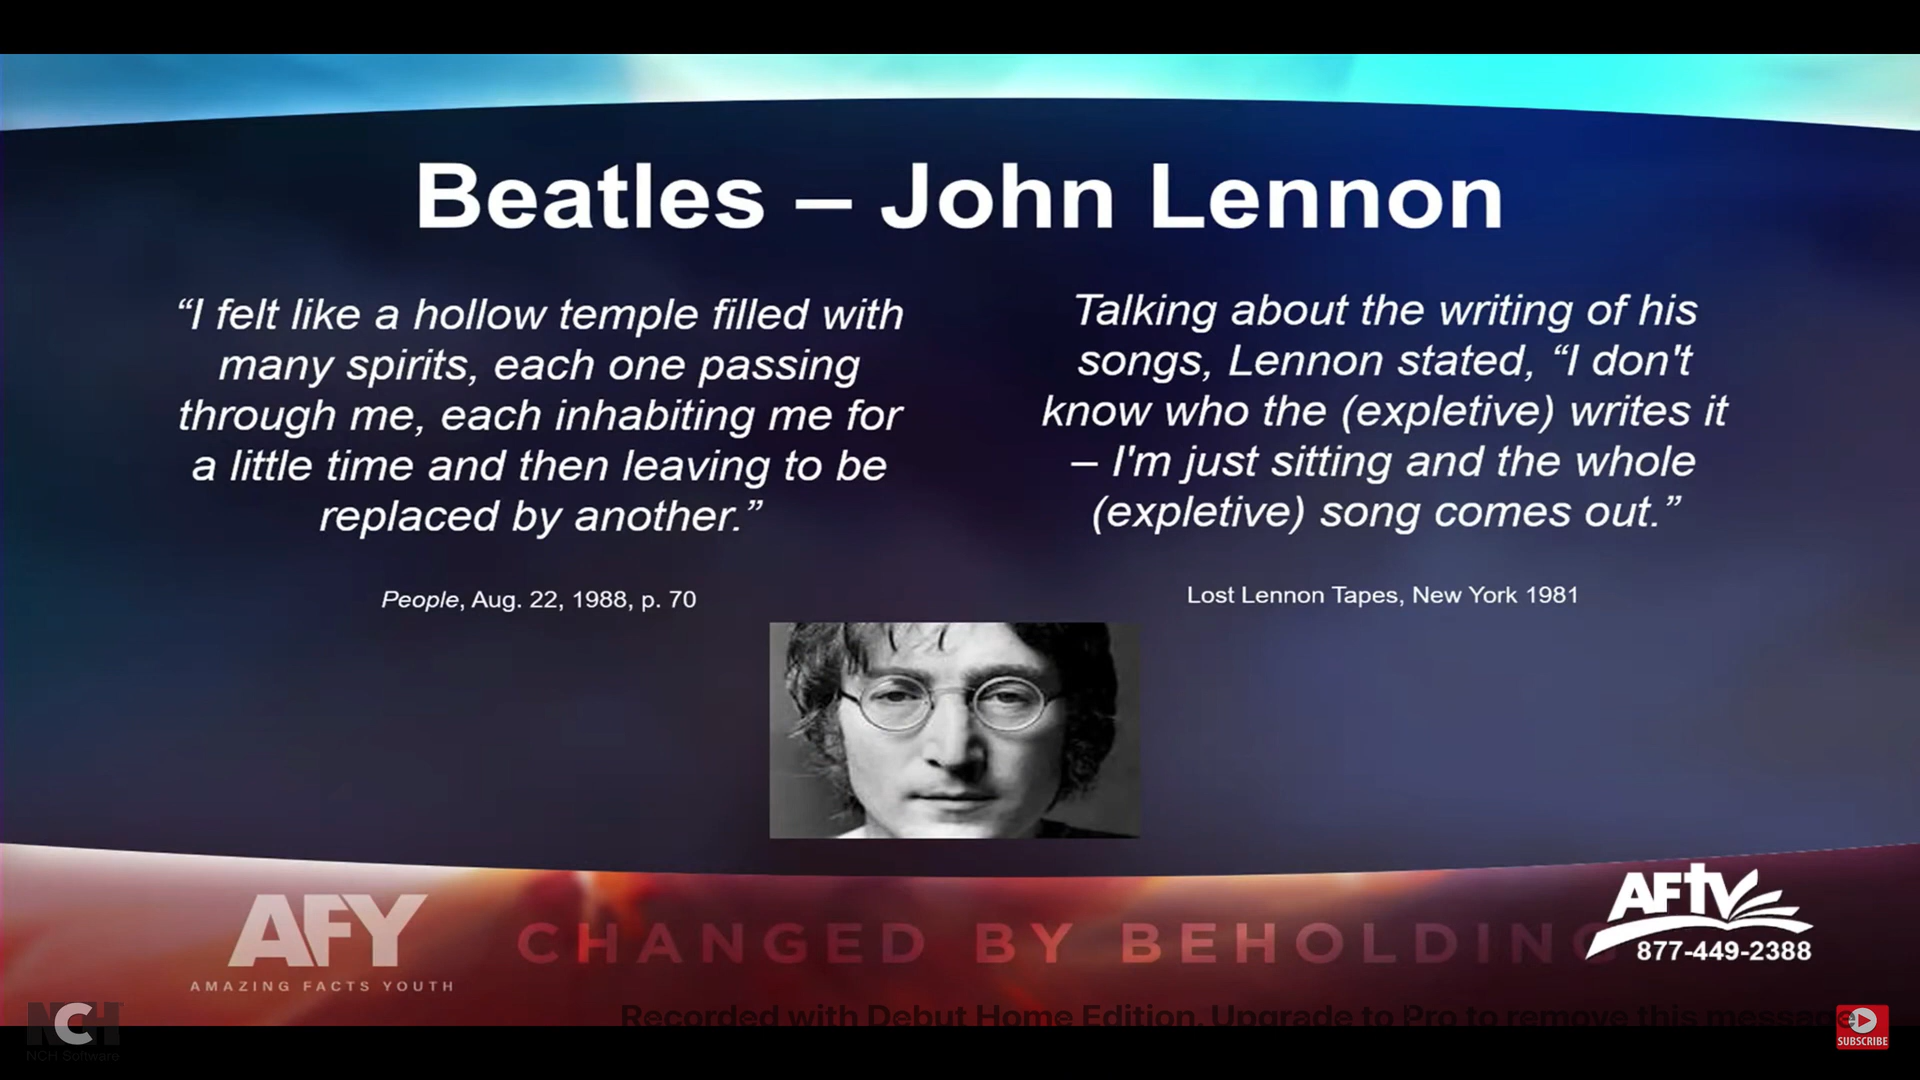 Beatles – John Lennon
“I felt like a hollow temple filled with
many spirits, each one passing
through me, each inhabiting me for
a little time and then leaving to be
replaced by another.”
People, Aug. 22, 1988, p. 70
Talking about the writing of his
songs, Lennon stated, “I don't
know who the (expletive) writes it
– I'm just sitting and the whole
(expletive) song comes out.”
Lost Lennon Tapes, New York 1981
AFY
AMAZING FACTS YOUTH
CHANGED BY BEHOLDING
AFTV
877-449-2388
NCH
NCH Software
Recorded with Debut Home Edition. Upgrade to Pro to remove this message
SUBSCRIBE